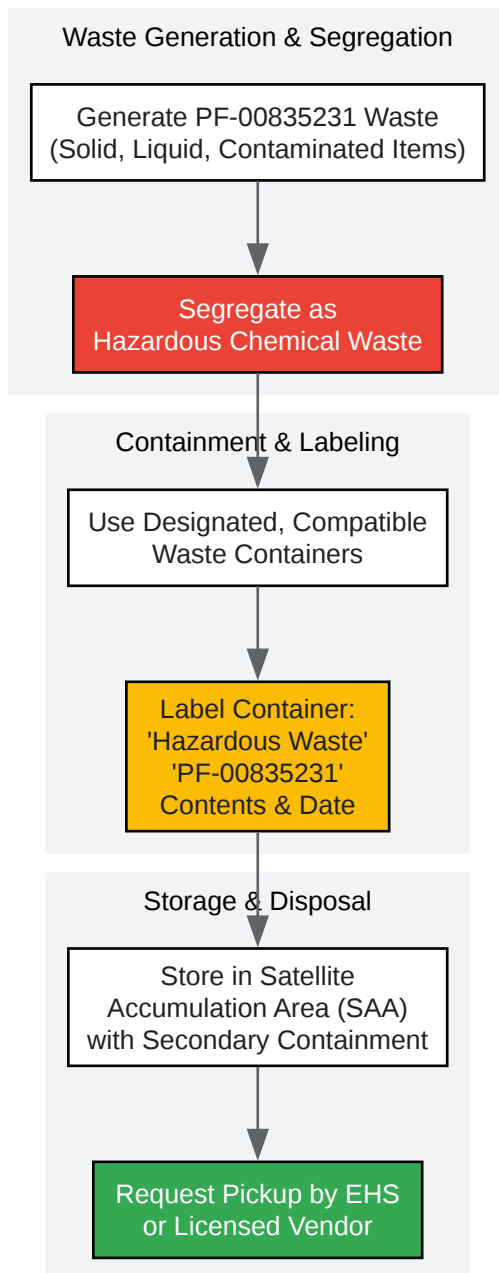 Waste Generation & Segregation
Generate PF-00835231 Waste
(Solid, Liquid, Contaminated Items)
Segregate as
Hazardous Chemical Waste
Containment & Labeling
Use Designated, Compatible
Waste Containers
Label Container:
'Hazardous Waste'
'PF-00835231'
Contents & Date
Storage & Disposal
Store in Satellite
Accumulation Area (SAA)
with Secondary Containment
Request Pickup by EHS
or Licensed Vendor